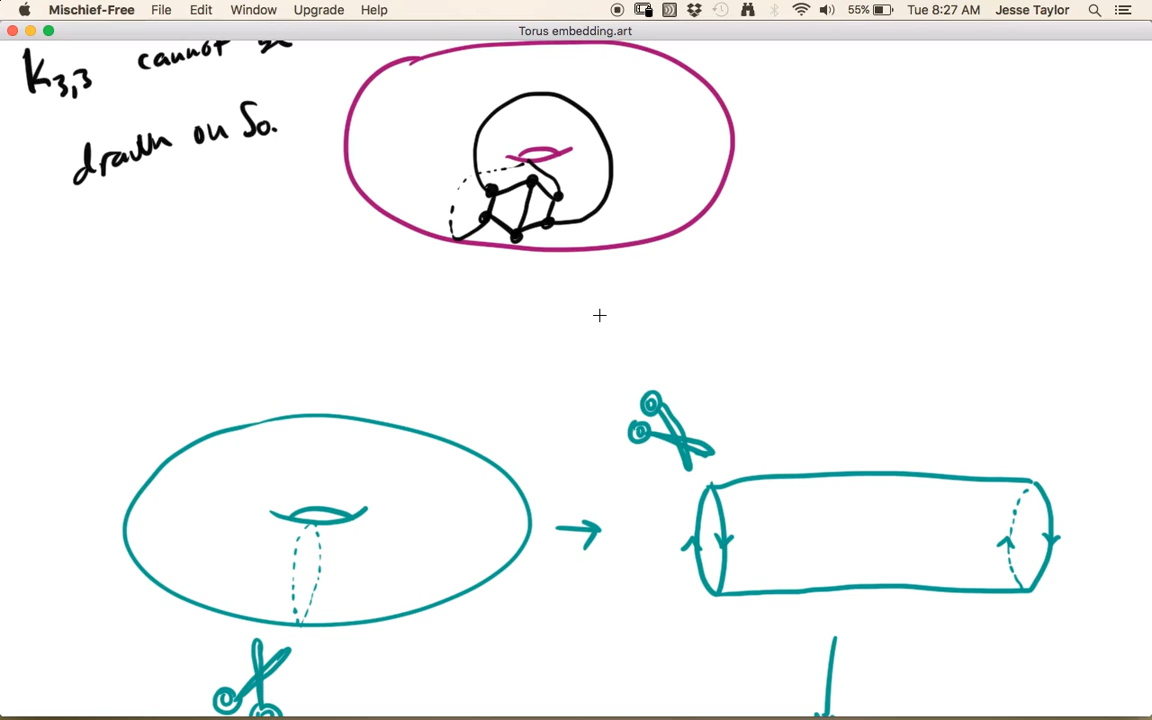 Mischief-Free File Edit Window Upgrade Help 55% Tue 8:27 AM Jesse Taylor
Torus embedding.art
K3,3 cannot
drawn on S0.